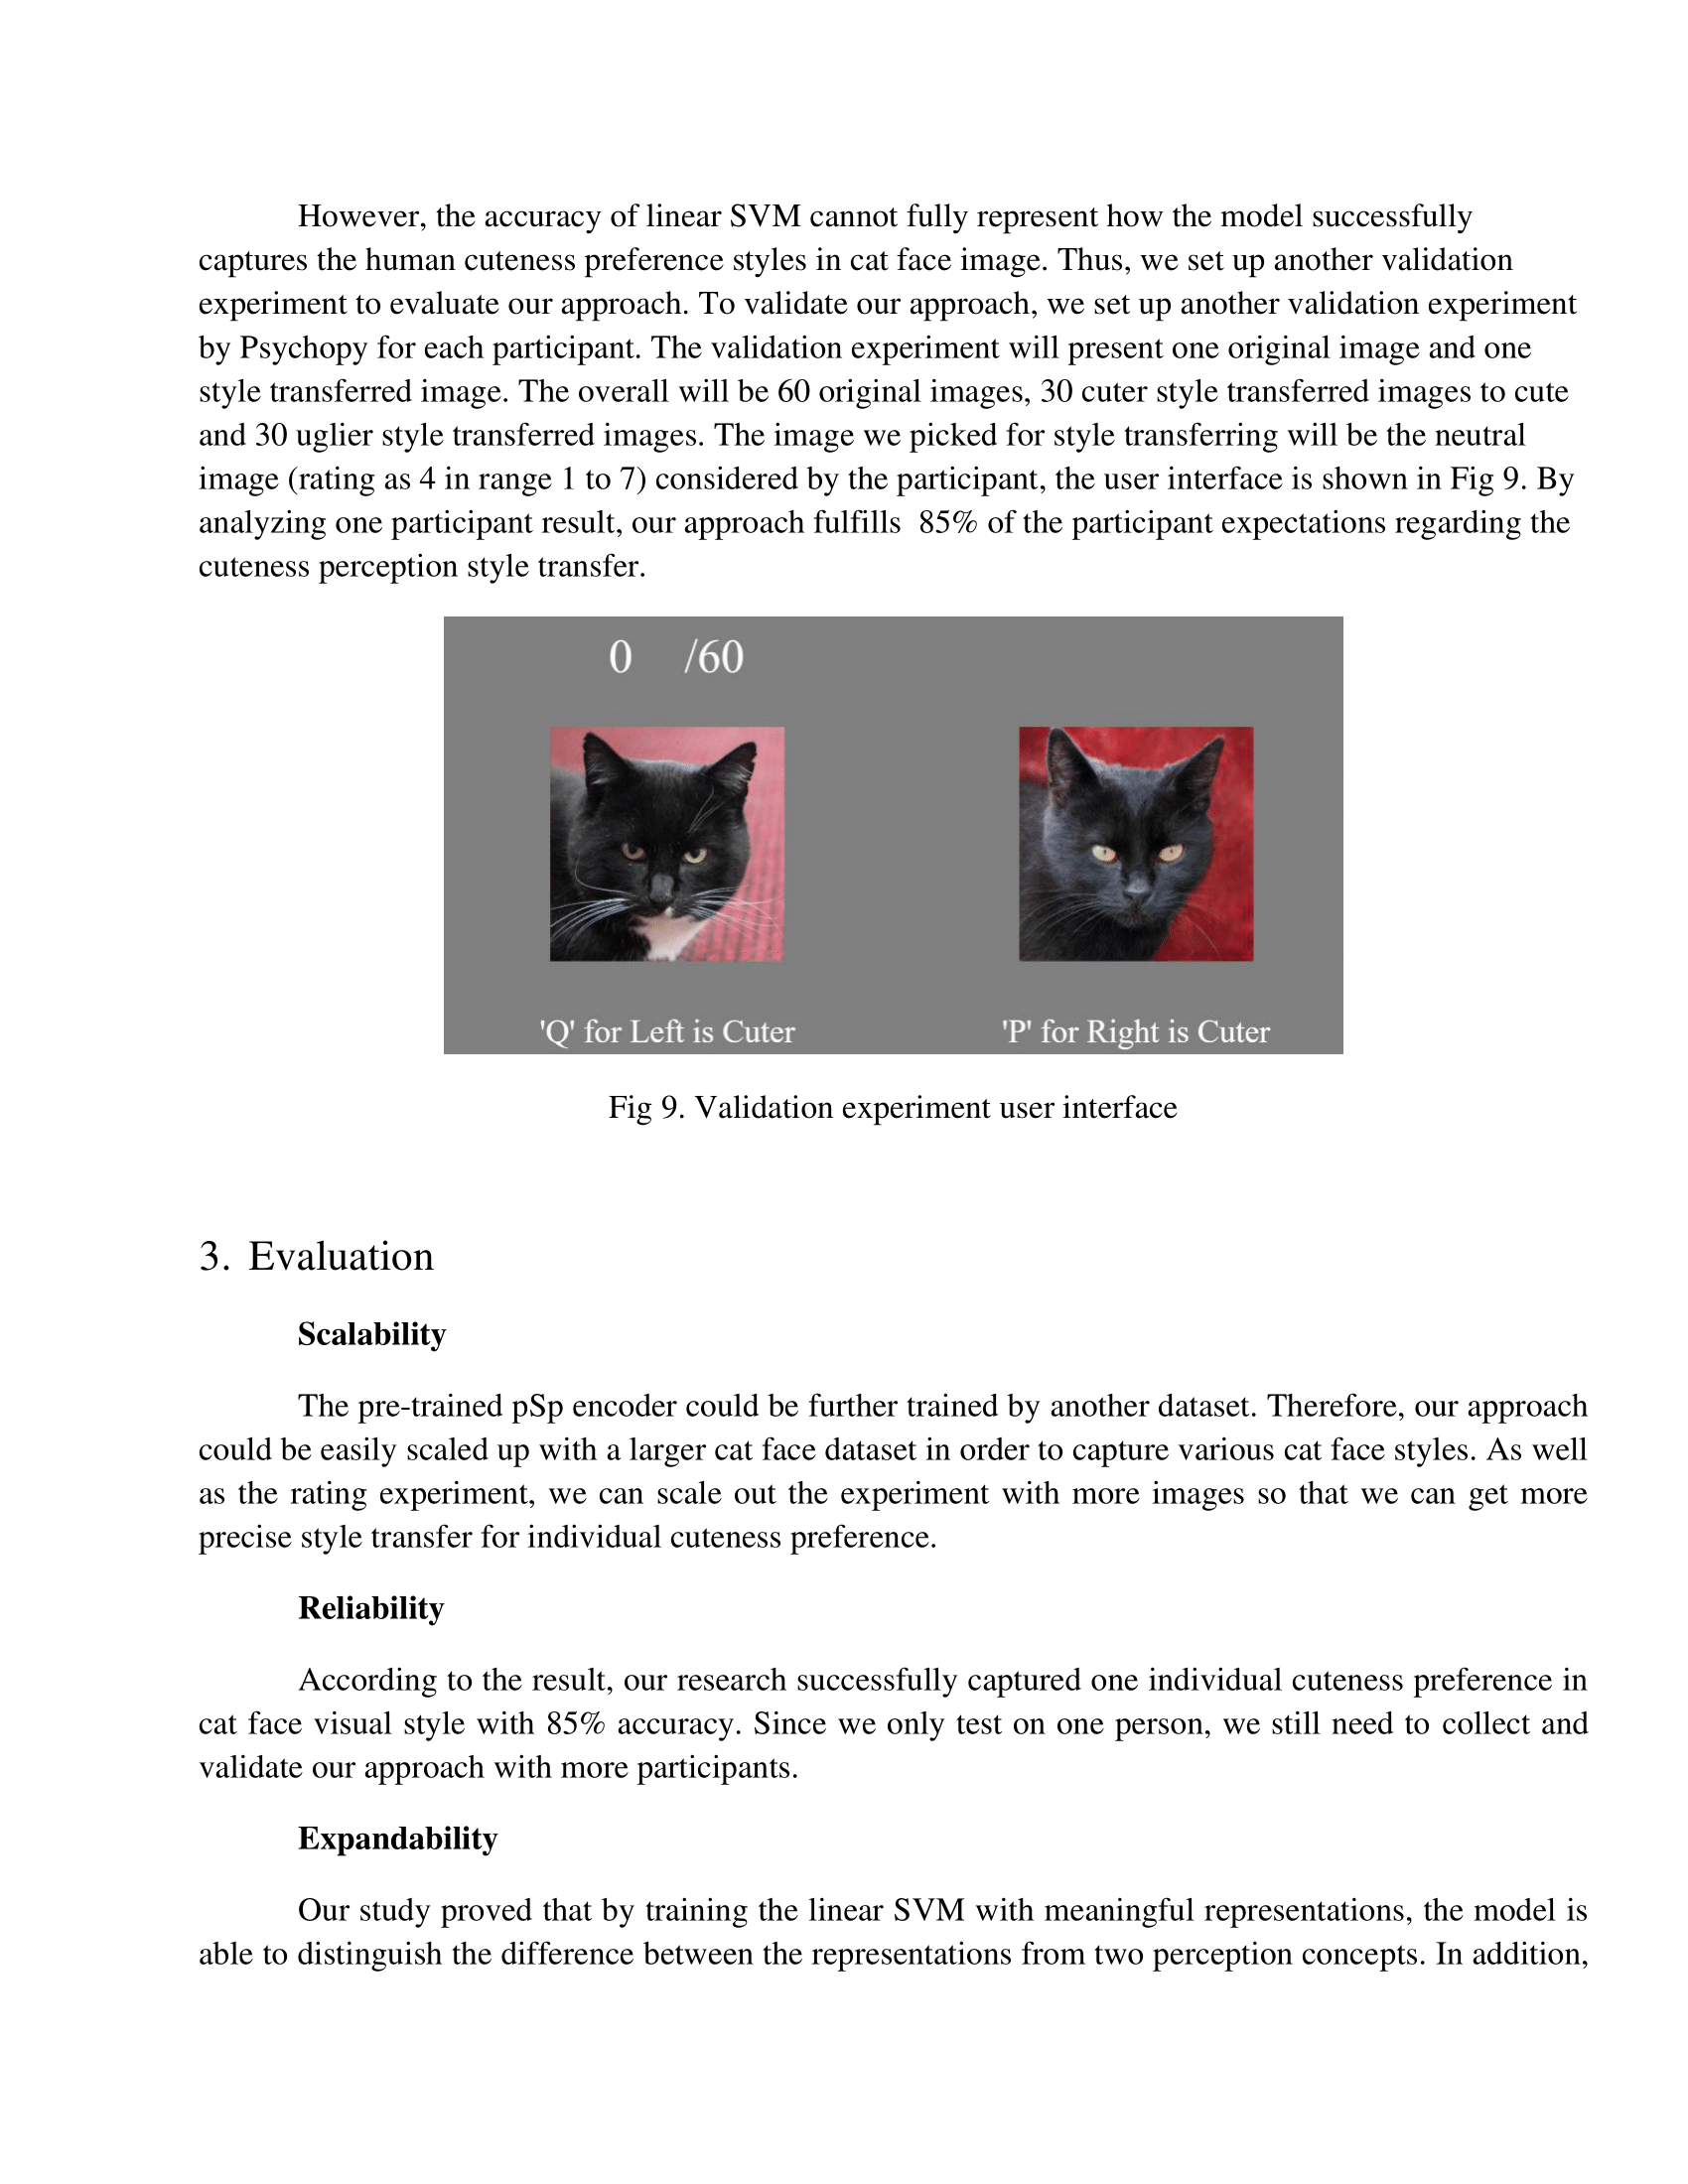 However, the accuracy of linear SVM cannot fully represent how the model successfully
captures the human cuteness preference styles in cat face image. Thus, we set up another validation
experiment to evaluate our approach. To validate our approach, we set up another validation experiment
by Psychopy for each participant. The validation experiment will present one original image and one
style transferred image. The overall will be 60 original images, 30 cuter style transferred images to cute
and 30 uglier style transferred images. The image we picked for style transferring will be the neutral
image (rating as 4 in range 1 to 7) considered by the participant, the user interface is shown in Fig 9. By
analyzing one participant result, our approach fulfills  85% of the participant expectations regarding the
cuteness perception style transfer.
0 /60
'Q' for Left is Cuter
'P' for Right is Cuter
Fig 9. Validation experiment user interface
3. Evaluation
Scalability
The pre-trained pSp encoder could be further trained by another dataset. Therefore, our approach
could be easily scaled up with a larger cat face dataset in order to capture various cat face styles. As well
as the rating experiment, we can scale out the experiment with more images so that we can get more
precise style transfer for individual cuteness preference.
Reliability
According to the result, our research successfully captured one individual cuteness preference in
cat face visual style with 85% accuracy. Since we only test on one person, we still need to collect and
validate our approach with more participants.
Expandability
Our study proved that by training the linear SVM with meaningful representations, the model is
able to distinguish the difference between the representations from two perception concepts. In addition,